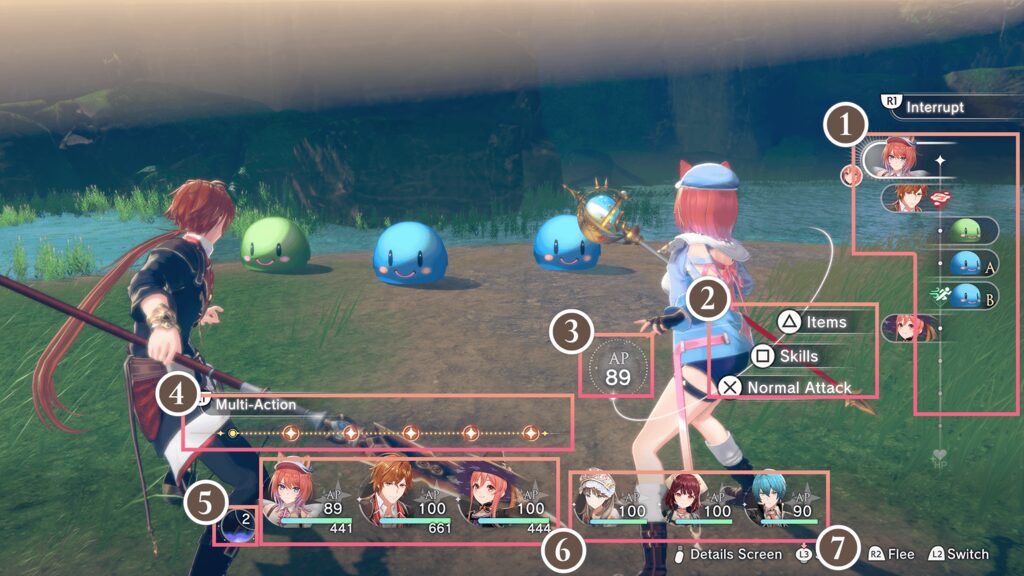 R1 Interrupt
1
A
B
2
Items
Skills
Normal Attack
3
AP
89
4
Multi-Action
5
2
AP
89
441
AP
100
661
AP
100
444
6
AP
100
AP
100
AP
90
7
HP
Details Screen L3 R2 Flee L2 Switch